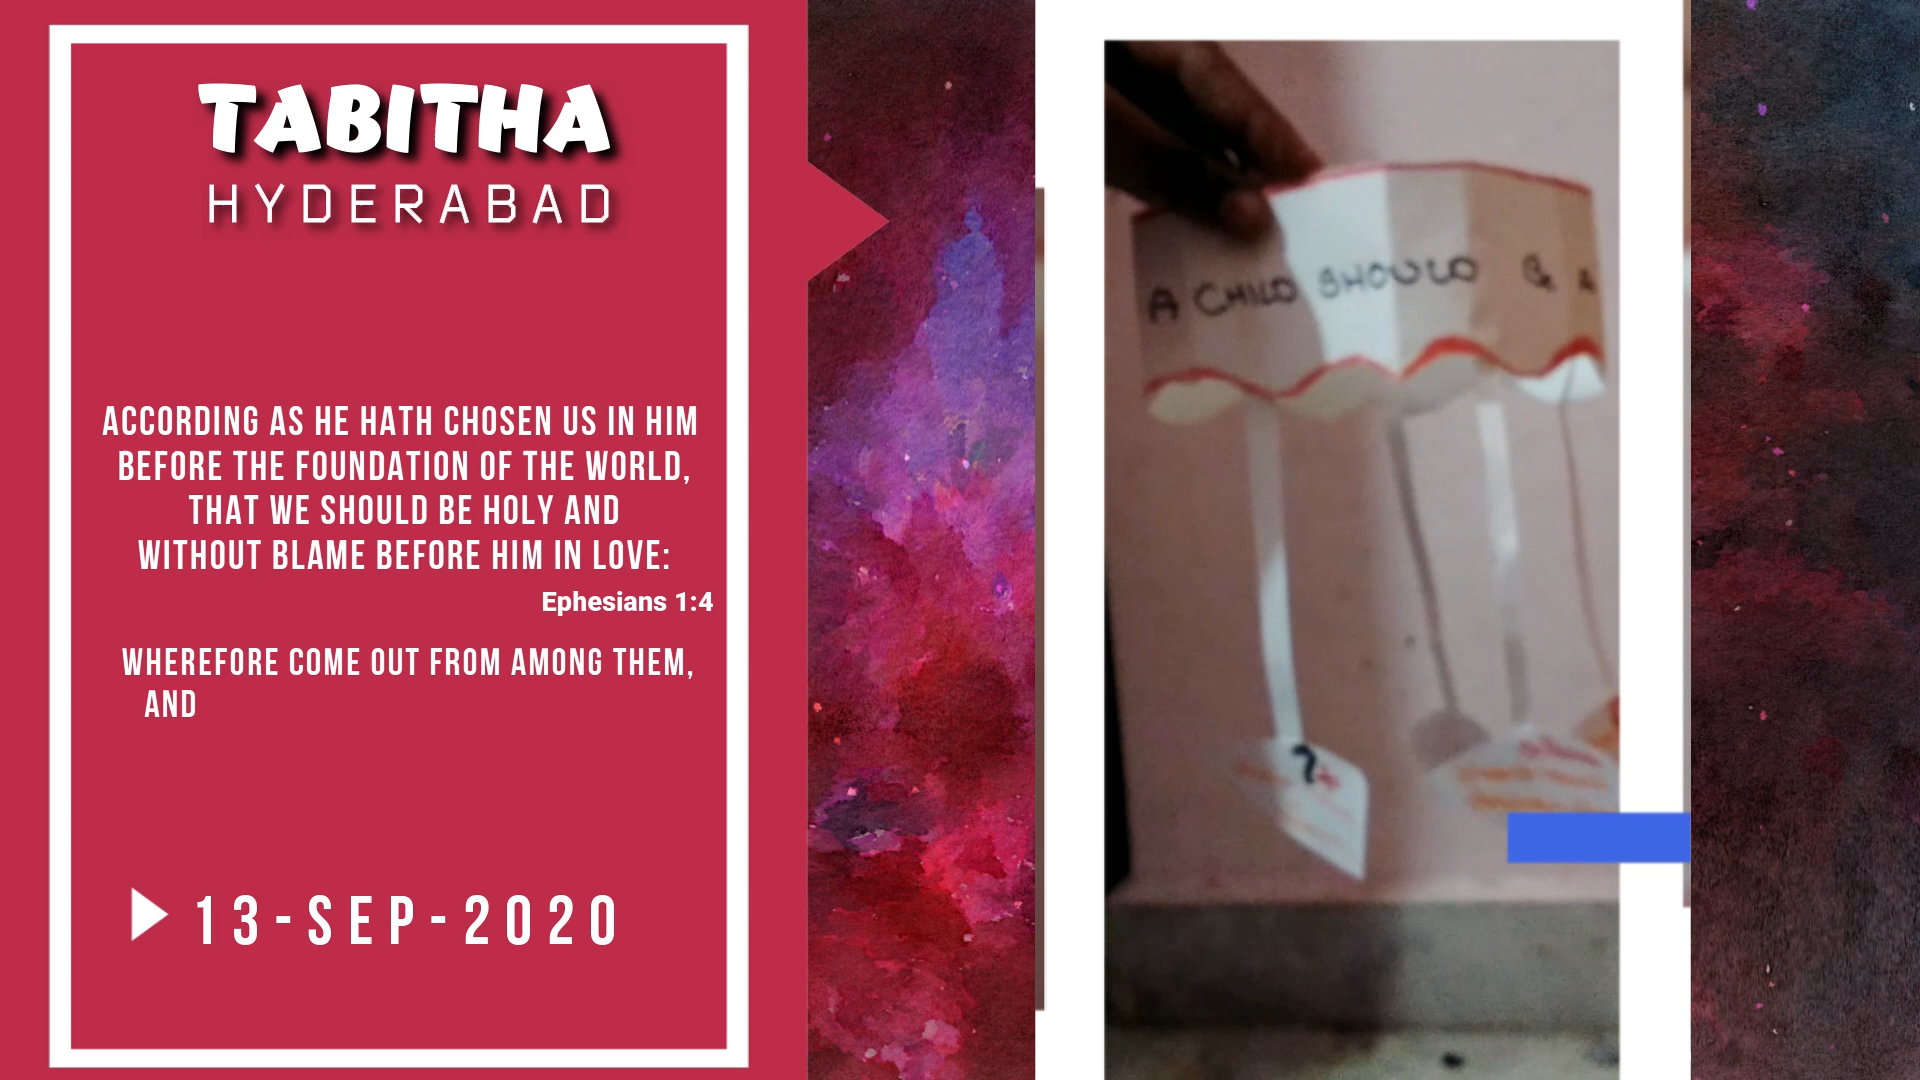 TABITHA
HYDERABAD
ACCORDING AS HE HATH CHOSEN US IN HIM
BEFORE THE FOUNDATION OF THE WORLD,
THAT WE SHOULD BE HOLY AND
WITHOUT BLAME BEFORE HIM IN LOVE:
Ephesians 1:4
WHEREFORE COME OUT FROM AMONG THEM,
AND
13-SEP-2020
A CHILD SHOULD
?